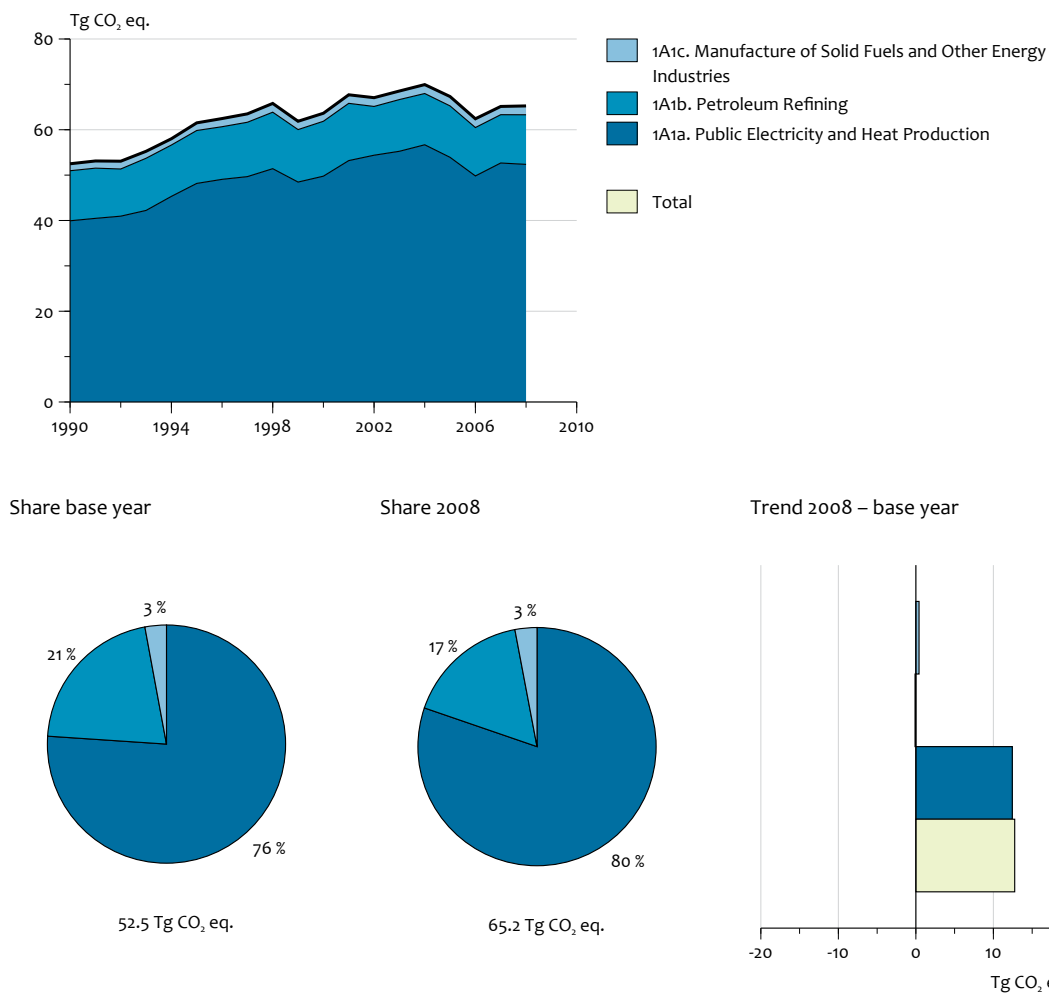 Tg CO₂ eq.
80
60
40
20
0
1990 1994 1998 2002 2006 2010
1A1c. Manufacture of Solid Fuels and Other Energy
Industries
1A1b. Petroleum Refining
1A1a. Public Electricity and Heat Production
Total
Share base year
3 %
21 %
76 %
52.5 Tg CO₂ eq.
Share 2008
3 %
17 %
80 %
65.2 Tg CO₂ eq.
Trend 2008 – base year
-20 -10 0 10
Tg CO₂